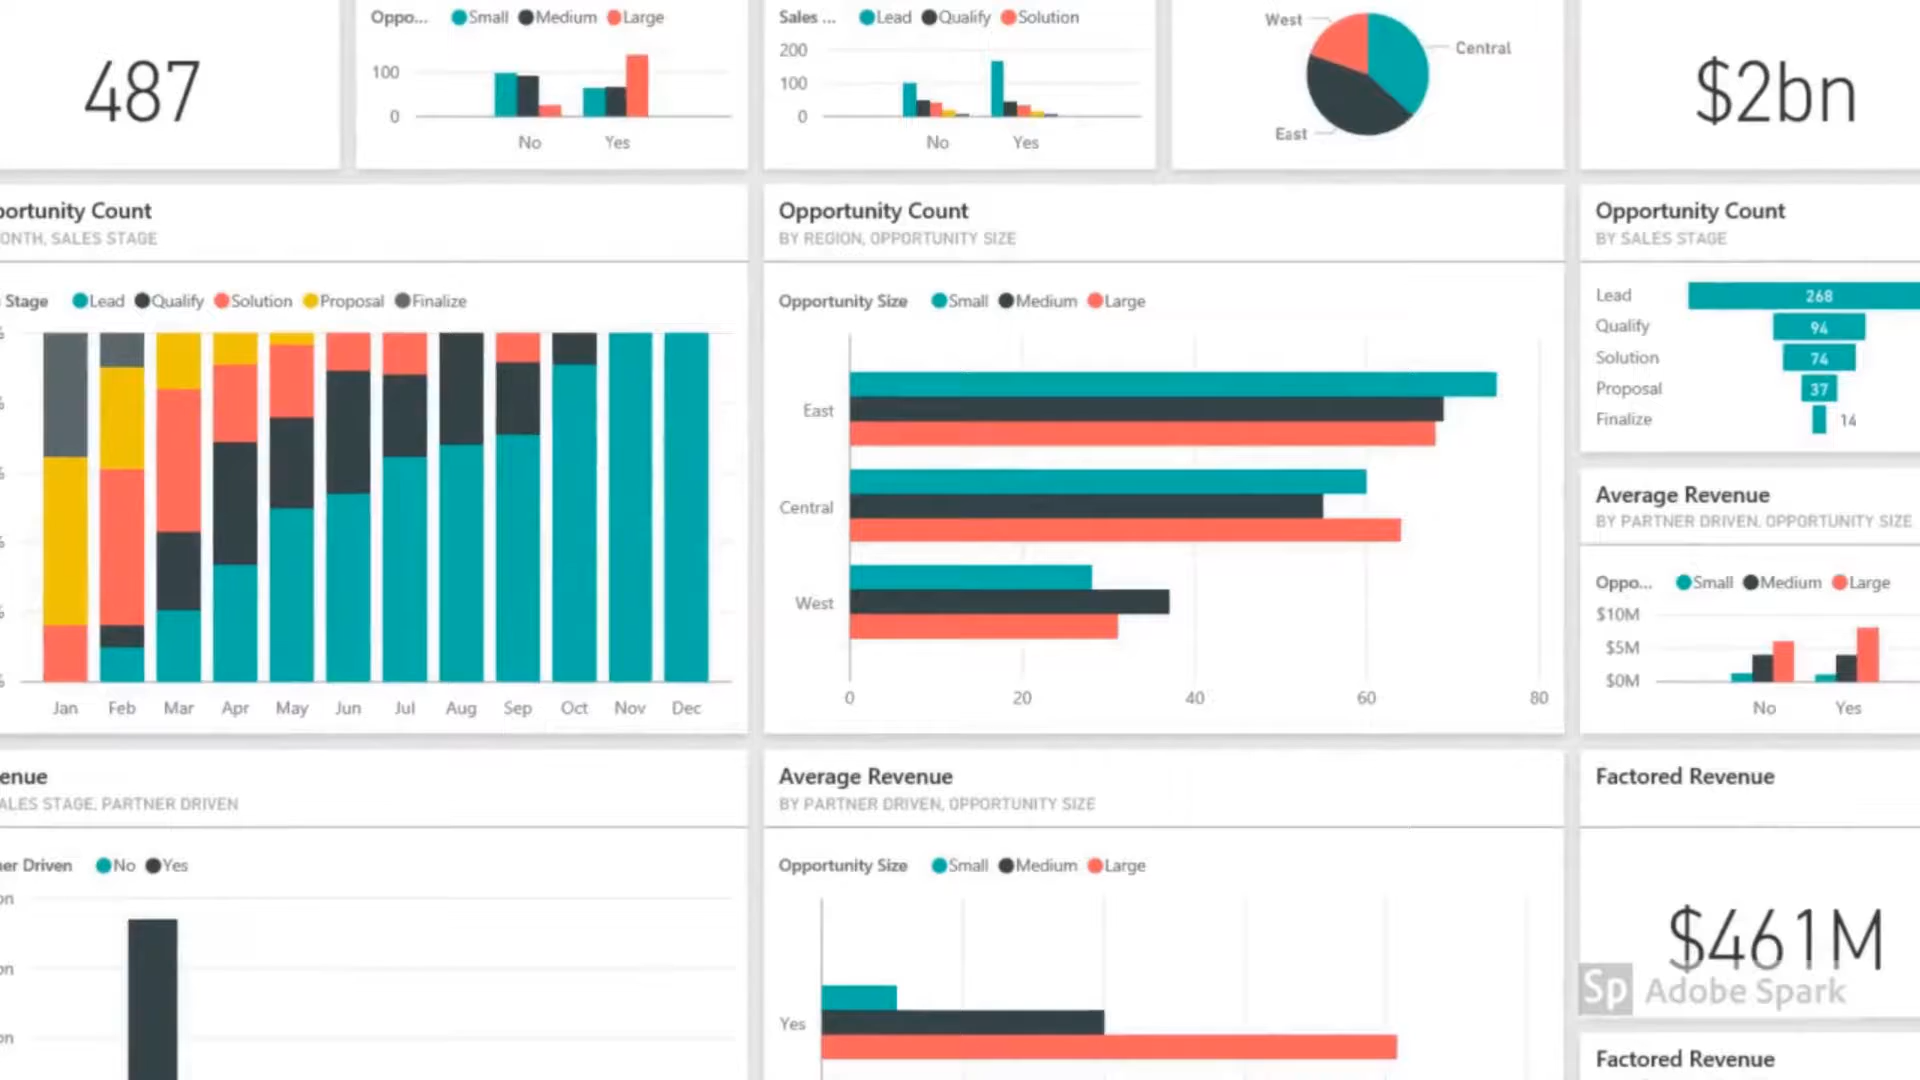 487
Oppo... Small Medium Large
100
0
No Yes
Sales ... Lead Qualify Solution
200
100
0
No Yes
West
Central
East
$2bn
portunity Count
ONTH, SALES STAGE
Stage Lead Qualify Solution Proposal Finalize
Jan Feb Mar Apr May Jun Jul Aug Sep Oct Nov Dec
Opportunity Count
BY REGION, OPPORTUNITY SIZE
Opportunity Size Small Medium Large
East
Central
West
0 20 40 60 80
Opportunity Count
BY SALES STAGE
Lead 268
Qualify 94
Solution 74
Proposal 37
Finalize 14
Average Revenue
BY PARTNER DRIVEN, OPPORTUNITY SIZE
Oppo... Small Medium Large
$10M
$5M
$0M
No Yes
enue
ALES STAGE, PARTNER DRIVEN
er Driven No Yes
on
on
on
Average Revenue
BY PARTNER DRIVEN, OPPORTUNITY SIZE
Opportunity Size Small Medium Large
Yes
Factored Revenue
$461M
Sp Adobe Spark
Factored Revenue